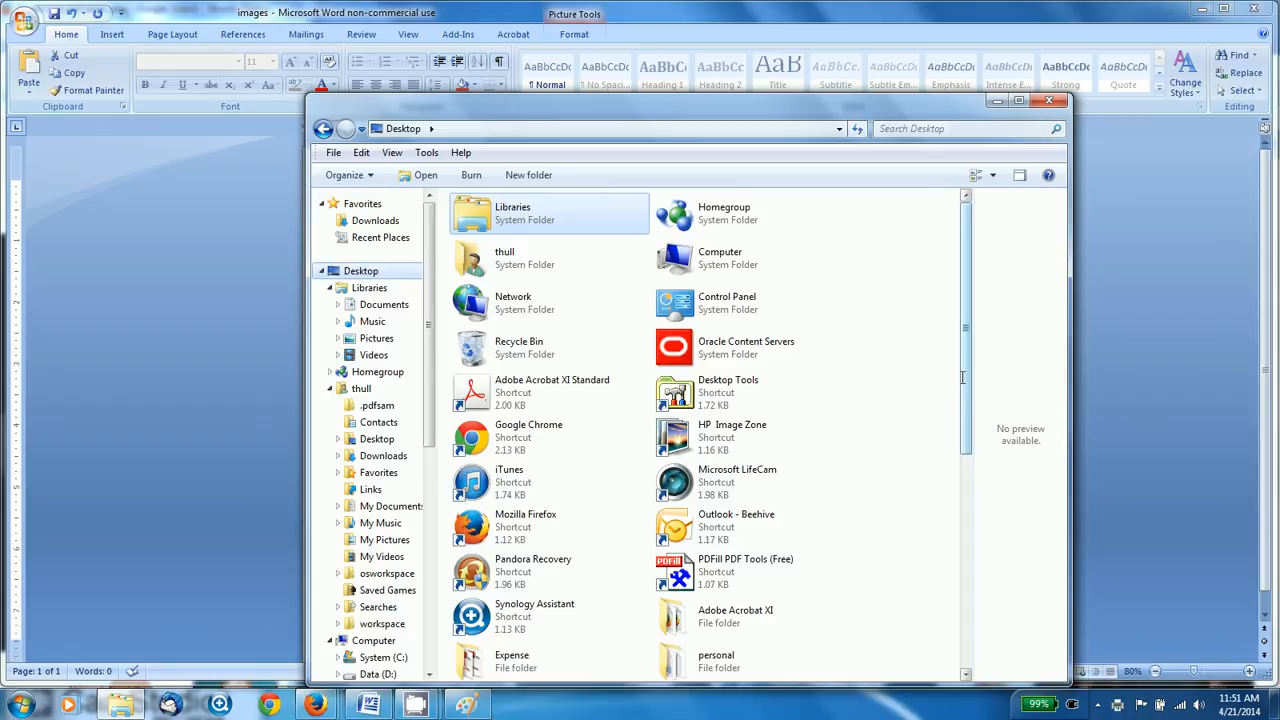 images - Microsoft Word non-commercial use
Picture Tools
Home
Insert
Page Layout
References
Mailings
Review
View
Add-Ins
Acrobat
Format
Paste
Cut
Copy
Format Painter
Clipboard
11
B I U abc
Font
AaBbCcDc
¶ Normal
AaBbCcDc
¶ No Spac...
AaBbC
Heading 1
AaBbCc
Heading 2
AaB
Title
AaBbCc.
Subtitle
AaBbCcDc
Subtle Em...
AaBbCcDc
Emphasis
AaBbCcDc
Intense E...
AaBbCcDc
Strong
AaBbCcDc
Quote
Change
Styles
Find
Replace
Select
Editing
Desktop
Search Desktop
File
Edit
View
Tools
Help
Organize
Open
Burn
New folder
Favorites
Downloads
Recent Places
Desktop
Libraries
Documents
Music
Pictures
Videos
Homegroup
thull
.pdfsam
Contacts
Desktop
Downloads
Favorites
Links
My Document
My Music
My Pictures
My Videos
osworkspace
Saved Games
Searches
workspace
Computer
System (C:)
Data (D:)
Libraries
System Folder
Homegroup
System Folder
thull
System Folder
Computer
System Folder
Network
System Folder
Control Panel
System Folder
Recycle Bin
System Folder
Oracle Content Servers
System Folder
Adobe Acrobat XI Standard
Shortcut
2.00 KB
Desktop Tools
Shortcut
1.72 KB
Google Chrome
Shortcut
2.13 KB
HP Image Zone
Shortcut
1.16 KB
iTunes
Shortcut
1.74 KB
Microsoft LifeCam
Shortcut
1.98 KB
Mozilla Firefox
Shortcut
1.12 KB
Outlook - Beehive
Shortcut
1.17 KB
Pandora Recovery
Shortcut
1.96 KB
PDFill
PDFill PDF Tools (Free)
Shortcut
1.07 KB
Synology Assistant
Shortcut
1.13 KB
Adobe Acrobat XI
File folder
Expense
File folder
personal
File folder
No preview
available.
Page: 1 of 1
Words: 0
80%
99%
11:51 AM
4/21/2014